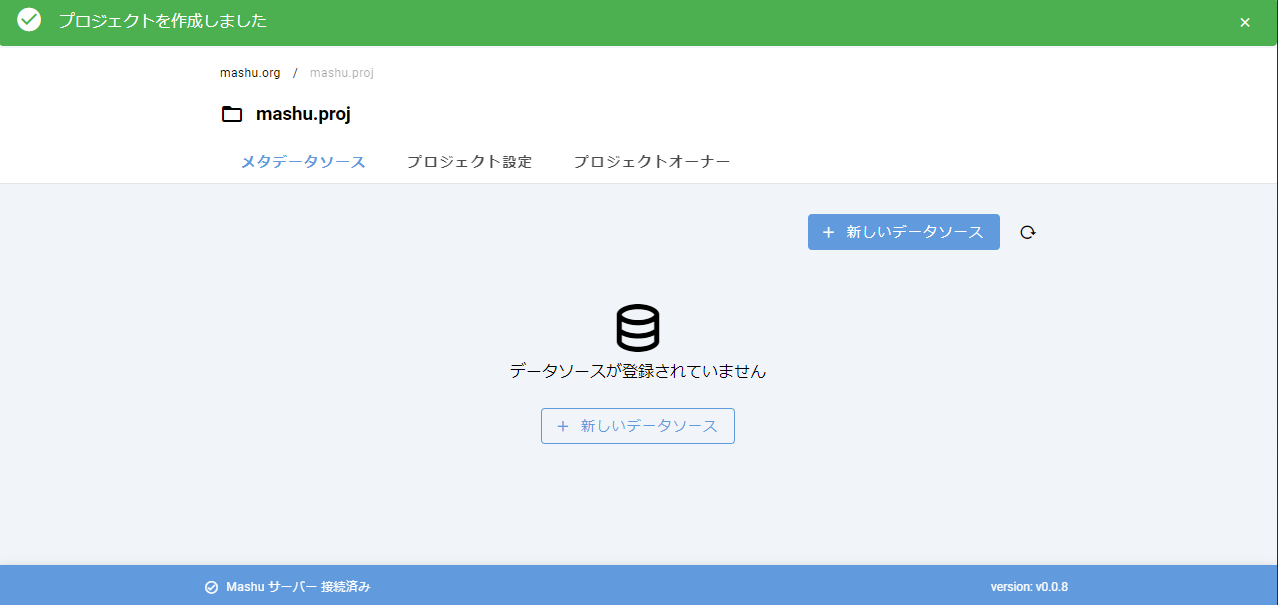 プロジェクトを作成しました
mashu.org / mashu.proj
mashu.proj
メタデータソース プロジェクト設定 プロジェクトオーナー
+ 新しいデータソース
データソースが登録されていません
+ 新しいデータソース
Mashu サーバー 接続済み version: v0.0.8